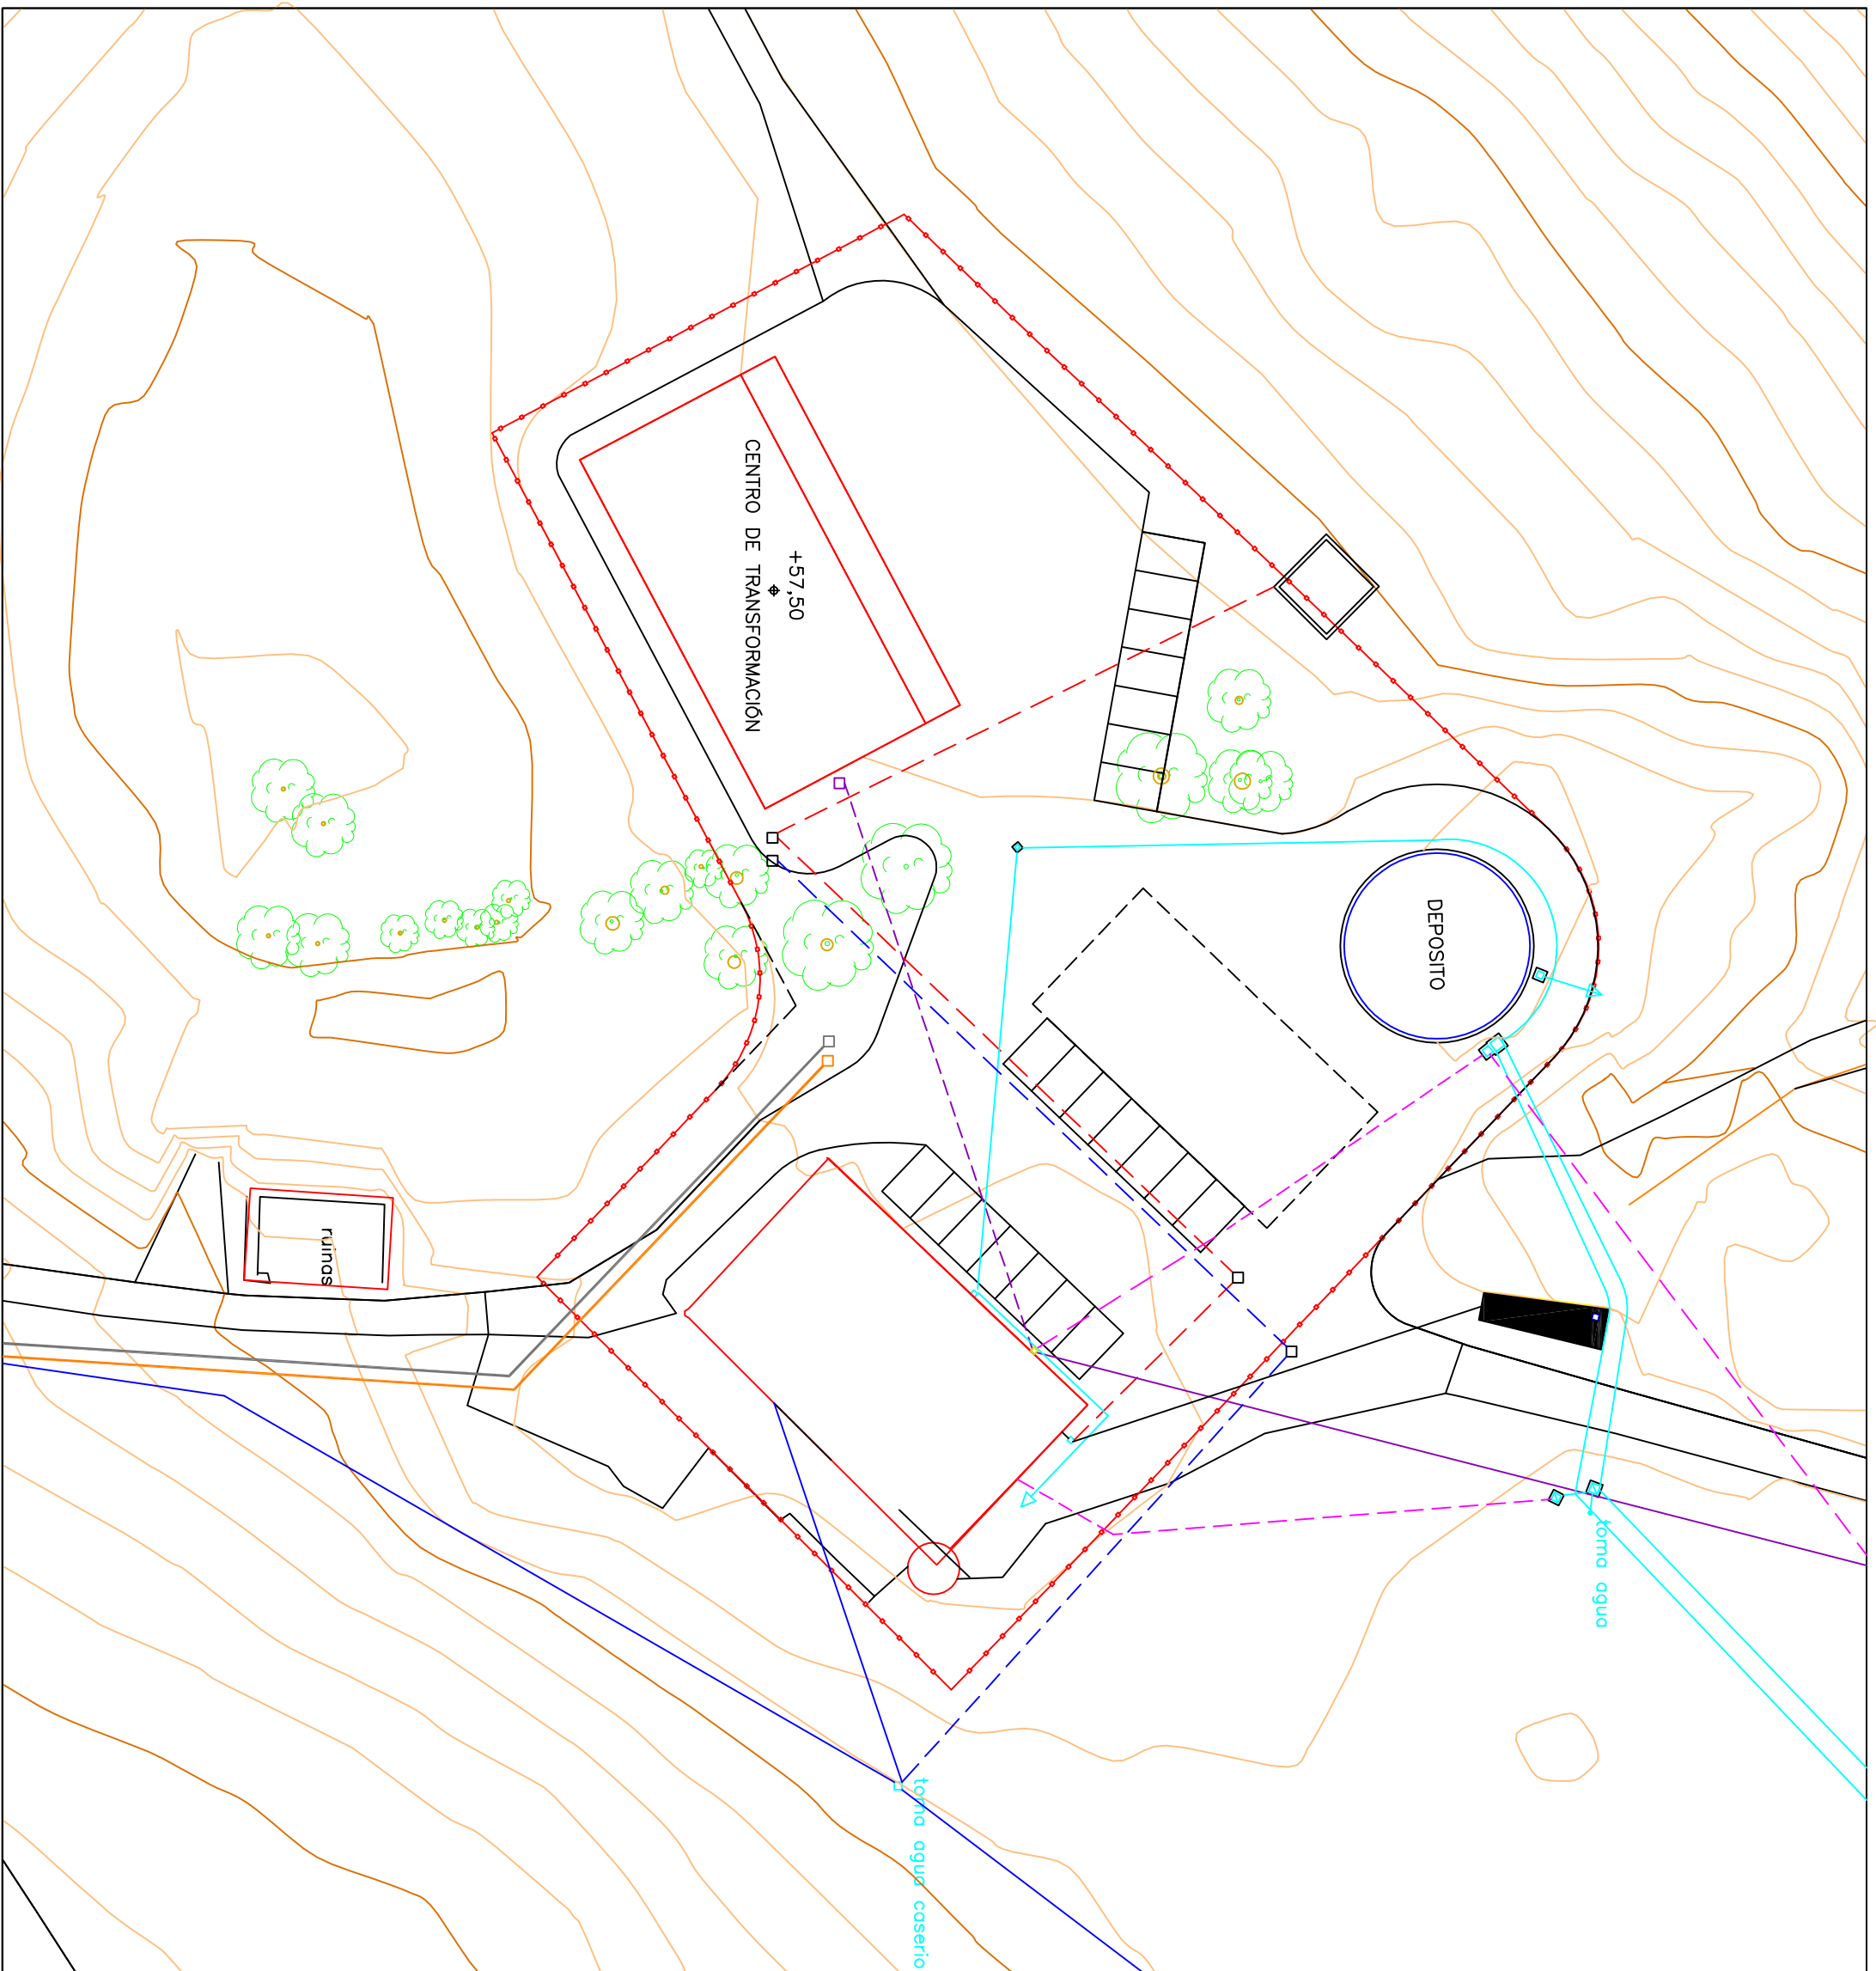 +57,50
CENTRO DE TRANSFORMACIÓN
DEPOSITO
ruinas
toma agua
toma agua caserio